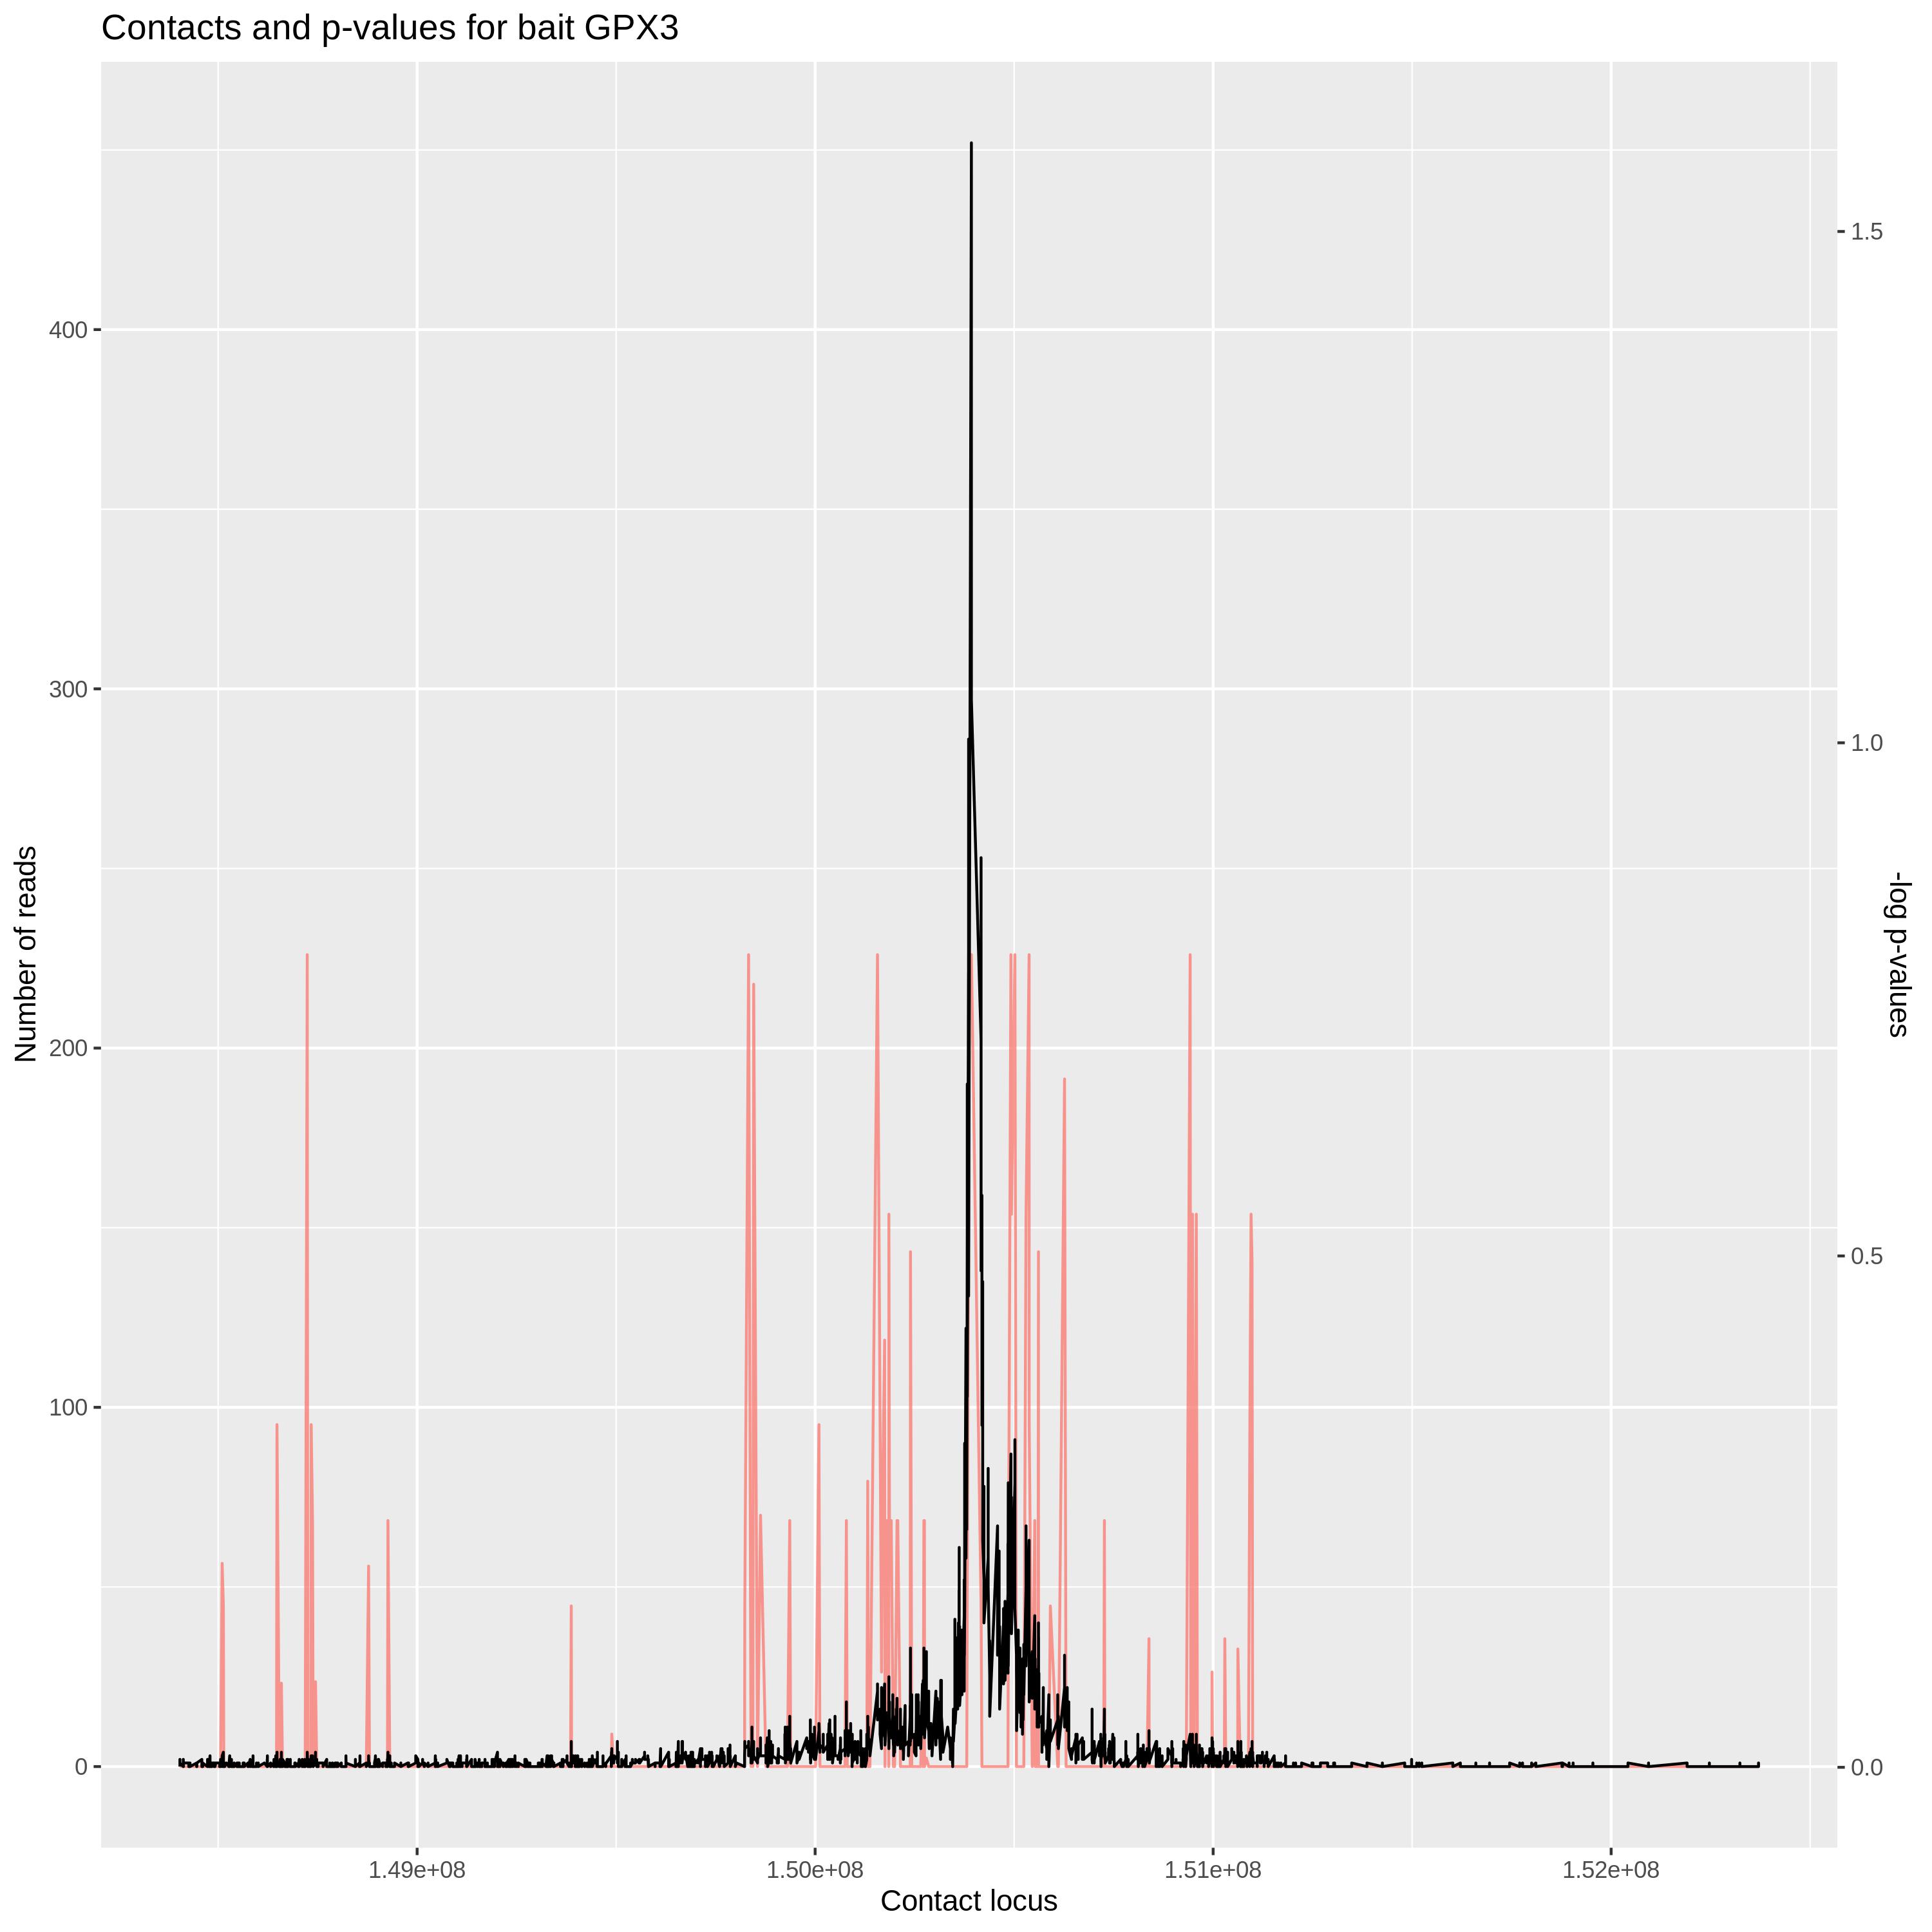 Contacts and p-values for bait GPX3
Number of reads
400
300
200
100
0
1.5
1.0
0.5
0.0
-log p-values
1.49e+08
1.50e+08
1.51e+08
1.52e+08
Contact locus